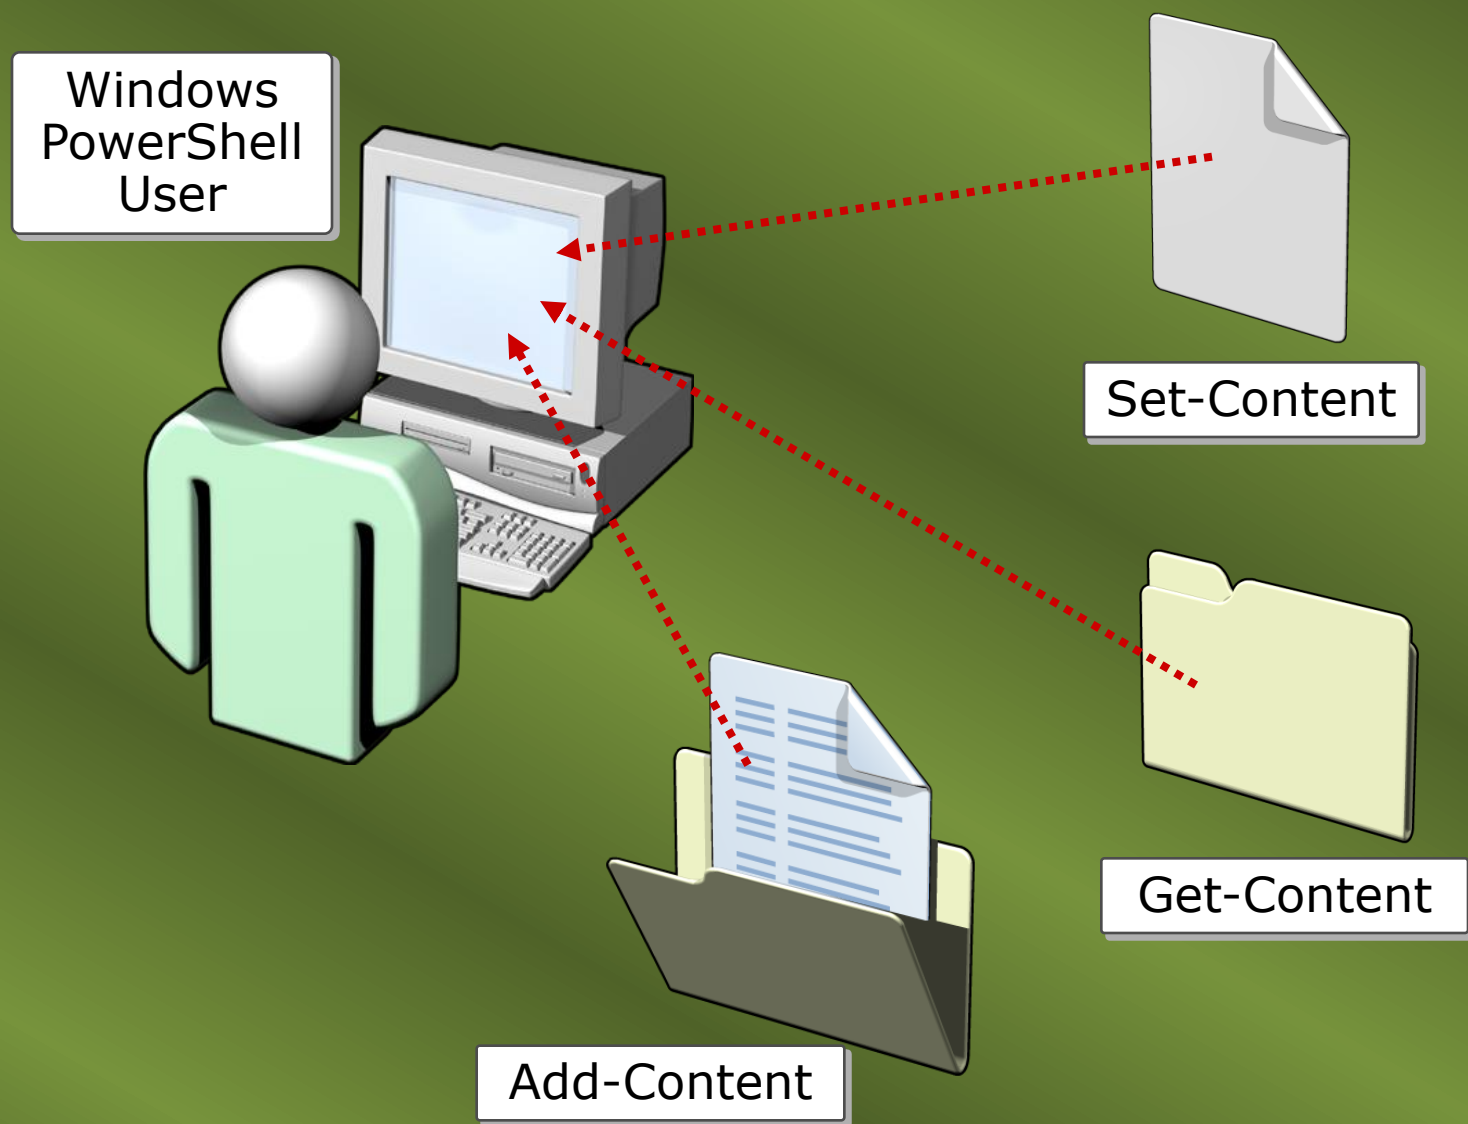 Windows
PowerShell
User
Set-Content
Get-Content
Add-Content